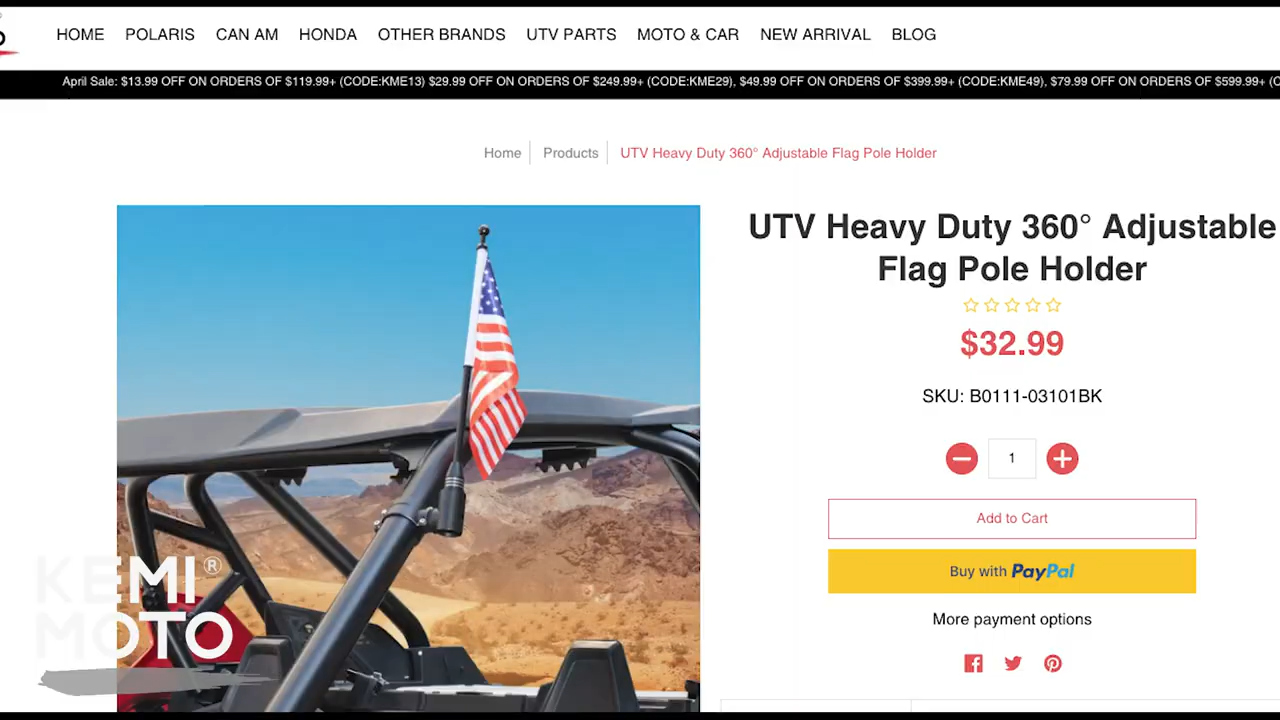 HOME POLARIS CAN AM HONDA OTHER BRANDS UTV PARTS MOTO & CAR NEW ARRIVAL BLOG
April Sale: $13.99 OFF ON ORDERS OF $119.99+ (CODE:KME13) $29.99 OFF ON ORDERS OF $249.99+ (CODE:KME29), $49.99 OFF ON ORDERS OF $399.99+ (CODE:KME49), $79.99 OFF ON ORDERS OF $599.99+
Home Products UTV Heavy Duty 360° Adjustable Flag Pole Holder
UTV Heavy Duty 360° Adjustable
Flag Pole Holder
$32.99
SKU: B0111-03101BK
1
Add to Cart
Buy with PayPal
More payment options
KEMI®
MOTO